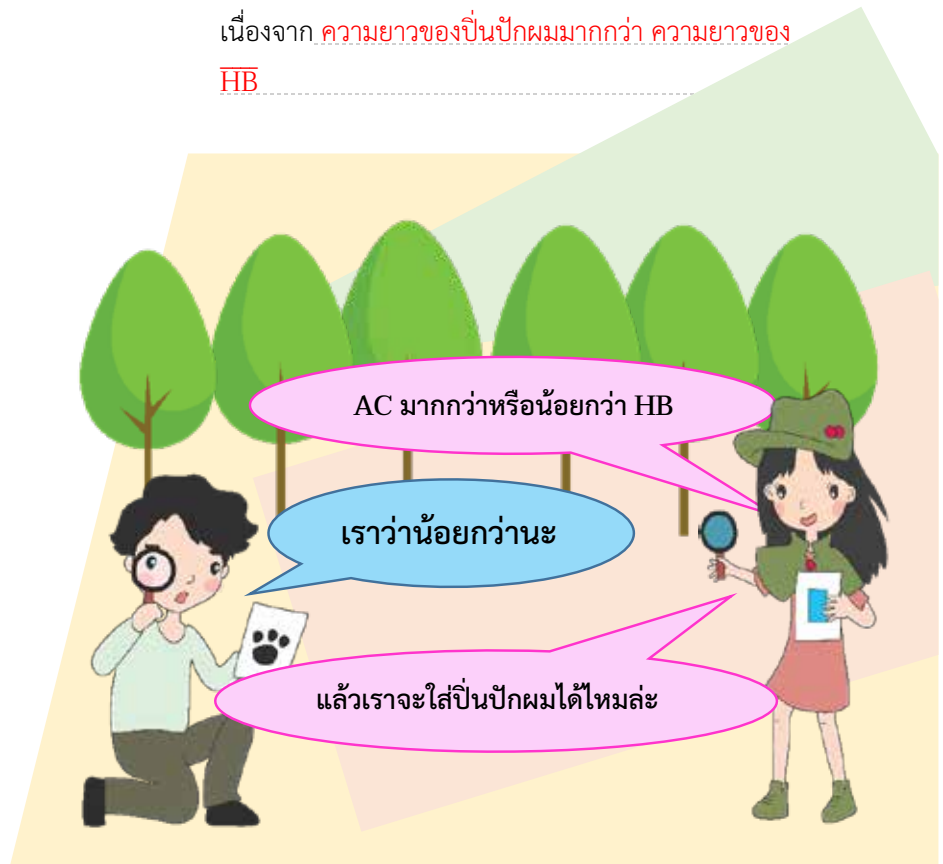 เนื่องจาก ความยาวของปิ่นปักผมมากกว่า ความยาวของ
HB
AC มากกว่าหรือน้อยกว่า HB
เราว่าน้อยกว่านะ
แล้วเราจะใส่ปิ่นปักผมได้ไหมล่ะ